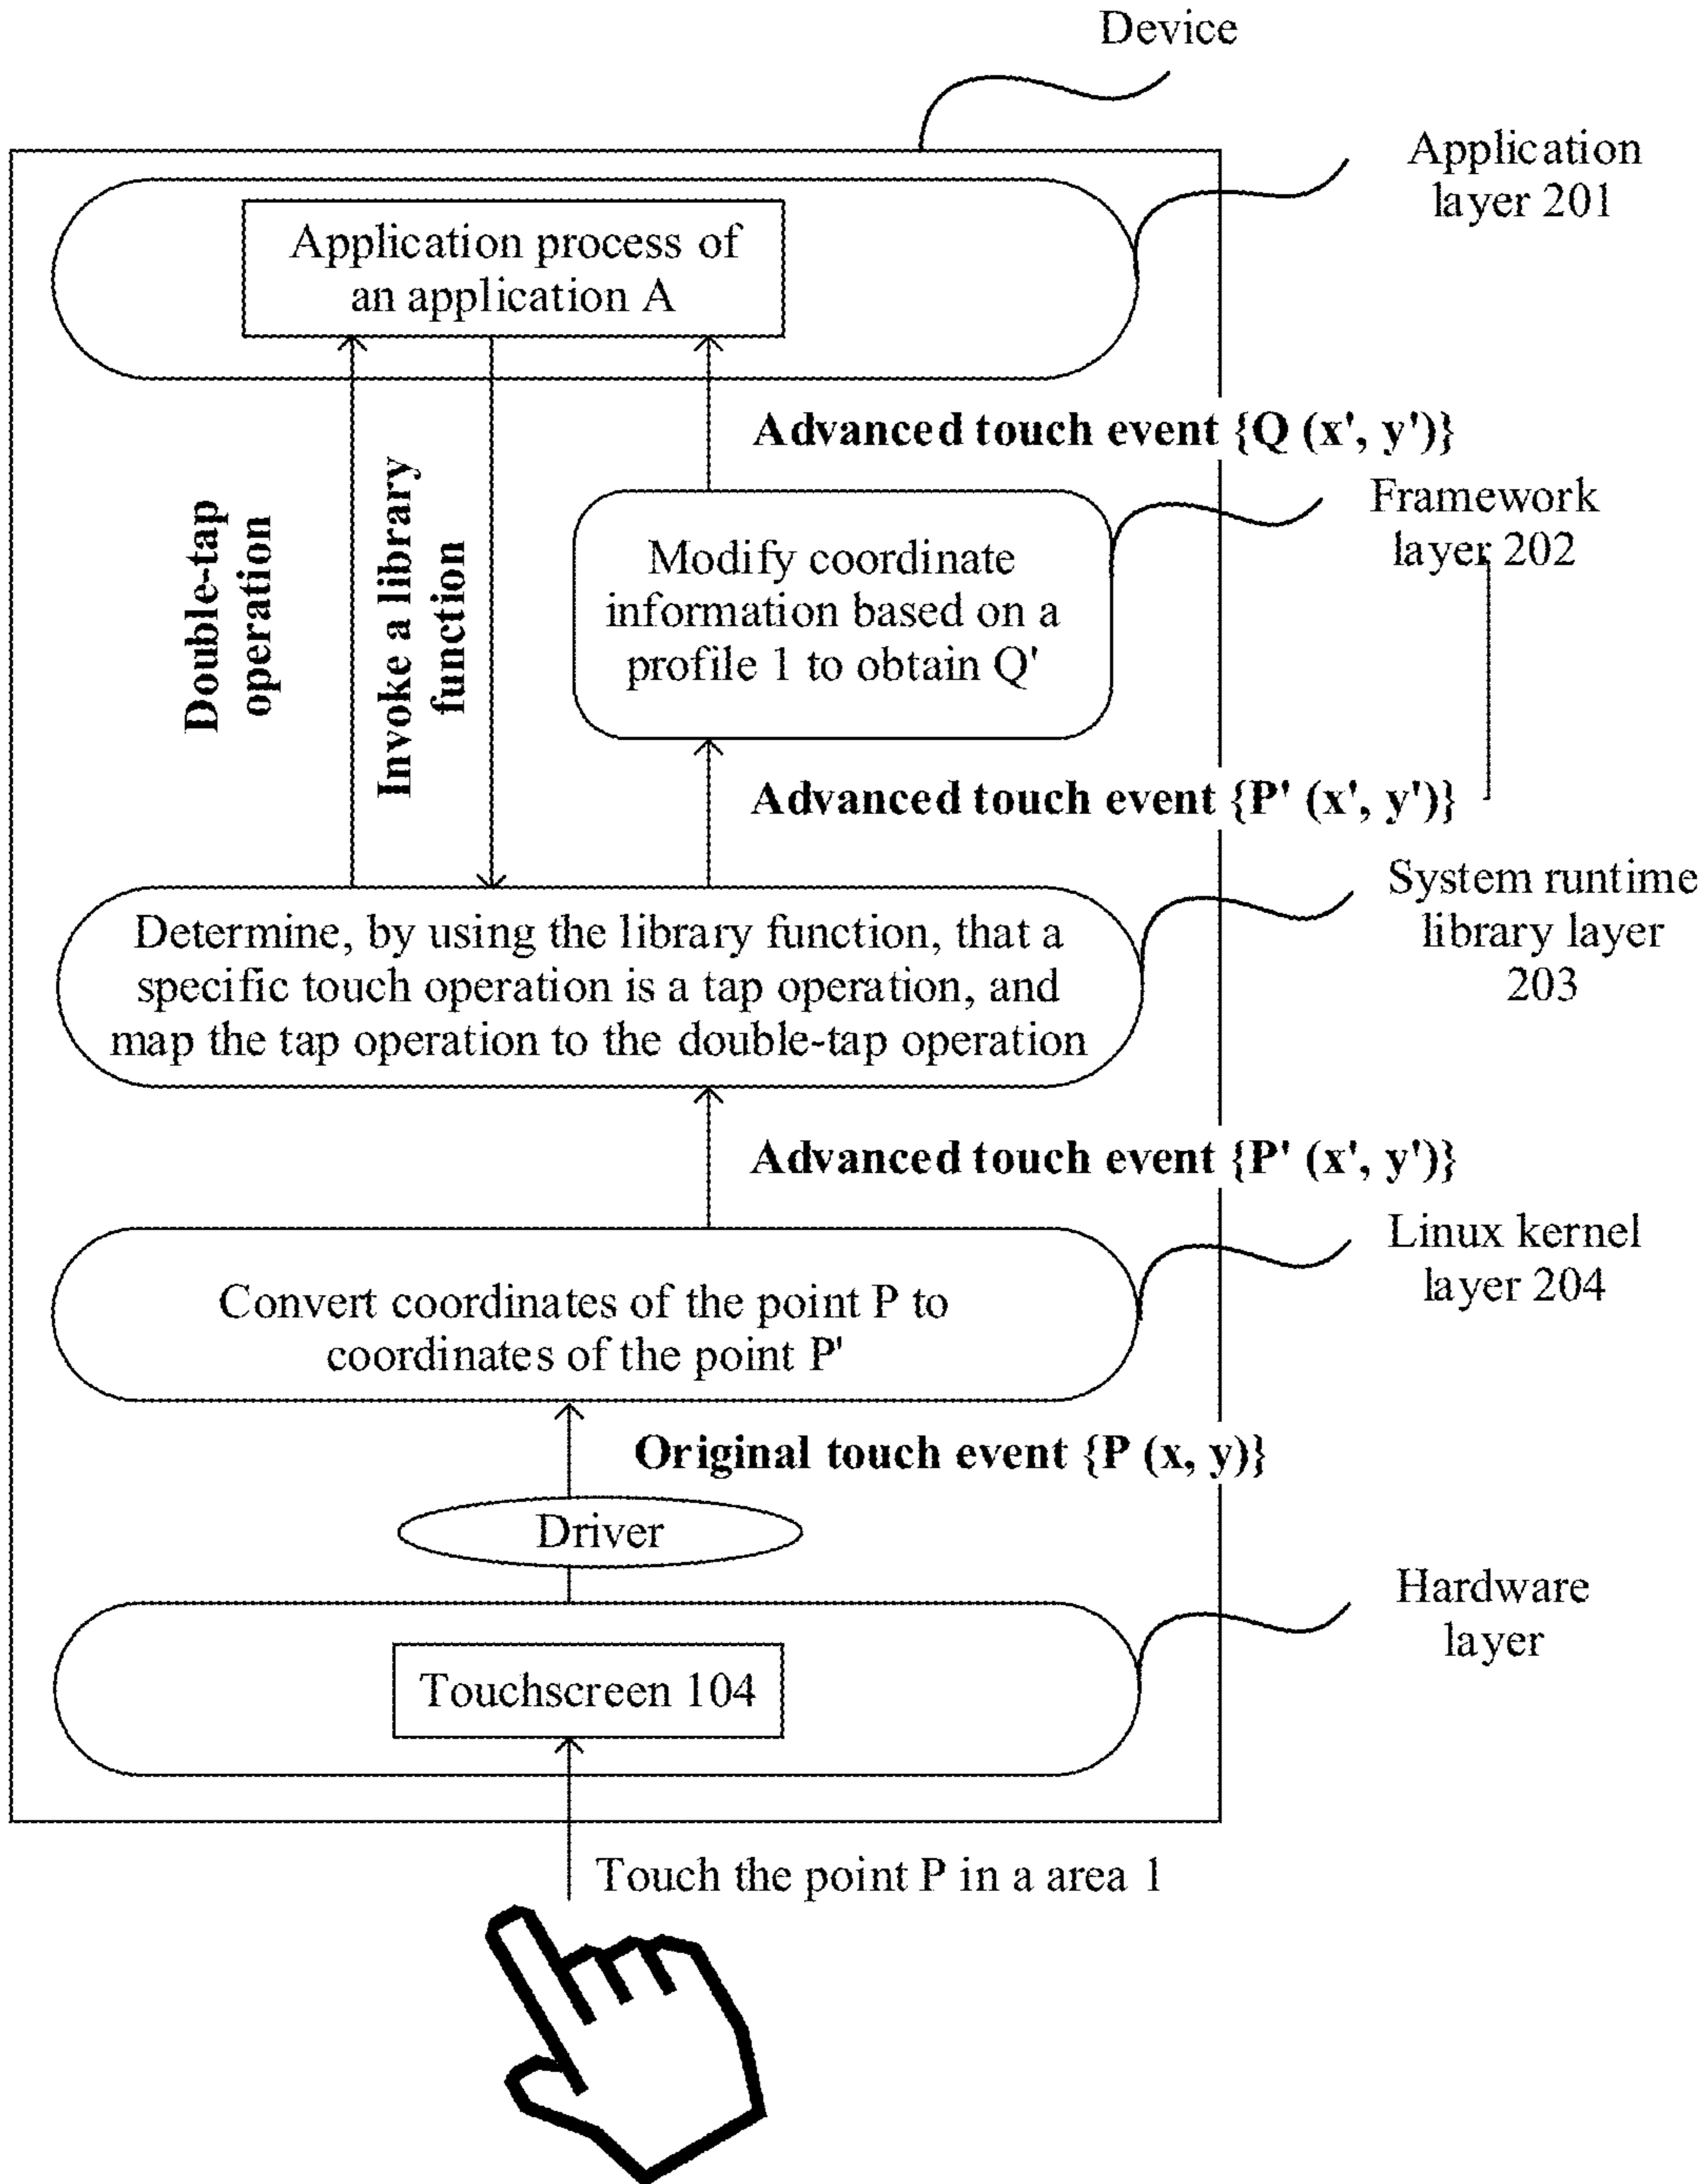 Device
Application
layer 201
Application process of
an application A
Advanced touch event {Q (x', y')}
Double-tap
operation
Invoke a library
function
Framework
layer 202
Modify coordinate
information based on a
profile 1 to obtain Q'
Advanced touch event {P' (x', y')}
System runtime
library layer
203
Determine, by using the library function, that a
specific touch operation is a tap operation, and
map the tap operation to the double-tap operation
Advanced touch event {P' (x', y')}
Linux kernel
layer 204
Convert coordinates of the point P to
coordinates of the point P'
Original touch event {P (x, y)}
Driver
Hardware
layer
Touchscreen 104
Touch the point P in a area 1